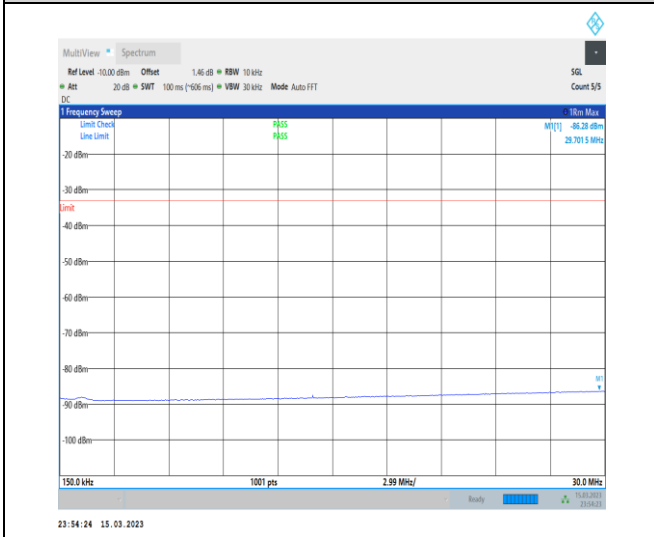 MultiView Spectrum
Ref Level -10.00 dBm Offset 1.46 dB RBW 10 kHz SGL
Att 20 dB SWT 100 ms (~606 ms) VBW 30 kHz Mode Auto FFT Count 5/5
DC
1 Frequency Sweep 1Rm Max
Limit Check PASS M1[1] -86.28 dBm
Line Limit PASS 29.7015 MHz
-20 dBm
-30 dBm
Limit
-40 dBm
-50 dBm
-60 dBm
-70 dBm
-80 dBm
M1
-90 dBm
-100 dBm
150.0 kHz 1001 pts 2.99 MHz/ 30.0 MHz
Ready 15.03.2023
23:54:23
23:54:24 15.03.2023